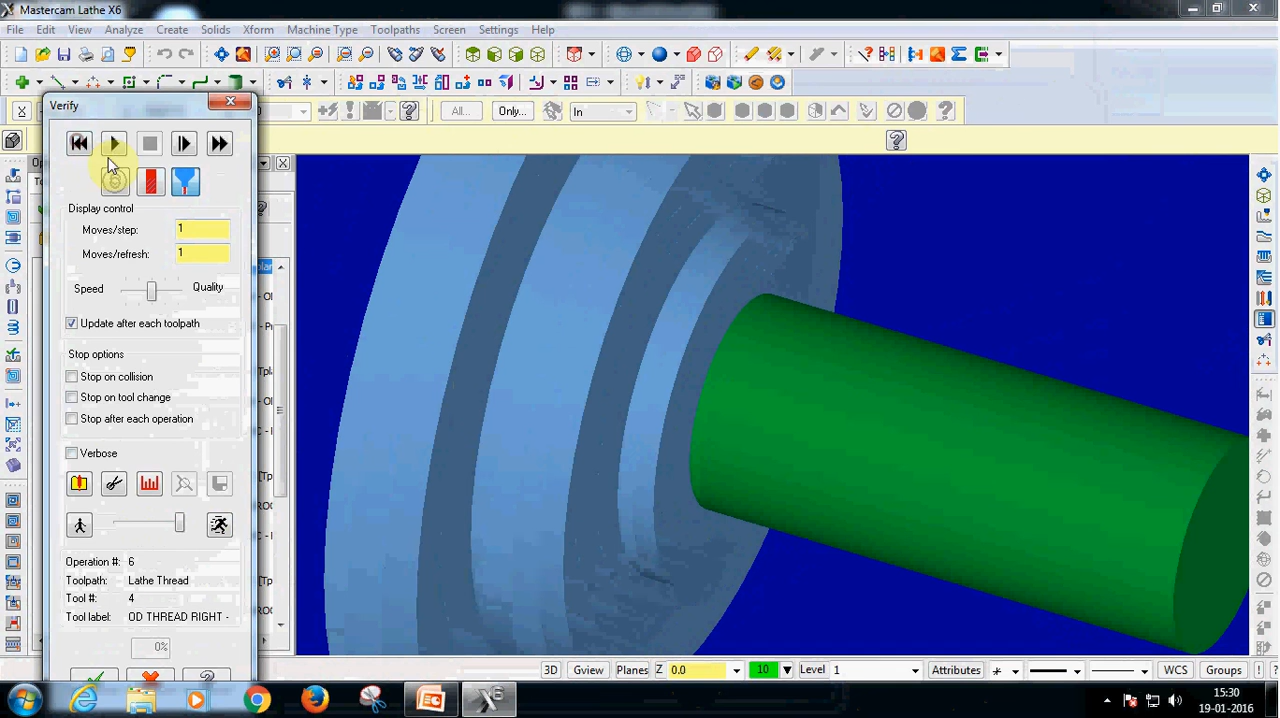 Mastercam Lathe X6
File Edit View Analyze Create Solids Xform Machine Type Toolpaths Screen Settings Help
0 All... Only... In
Verify
Display control
Moves/step: 1
Moves/refresh: 1
Speed Quality
Update after each toolpath
Stop options
Stop on collision
Stop on tool change
Stop after each operation
Verbose
Operation #: 6
Toolpath: Lathe Thread
Tool #: 4
Tool label: OD THREAD RIGHT -
0%
3D Gview Planes Z 0.0 10 Level 1 Attributes WCS Groups
15:30
19-01-2016